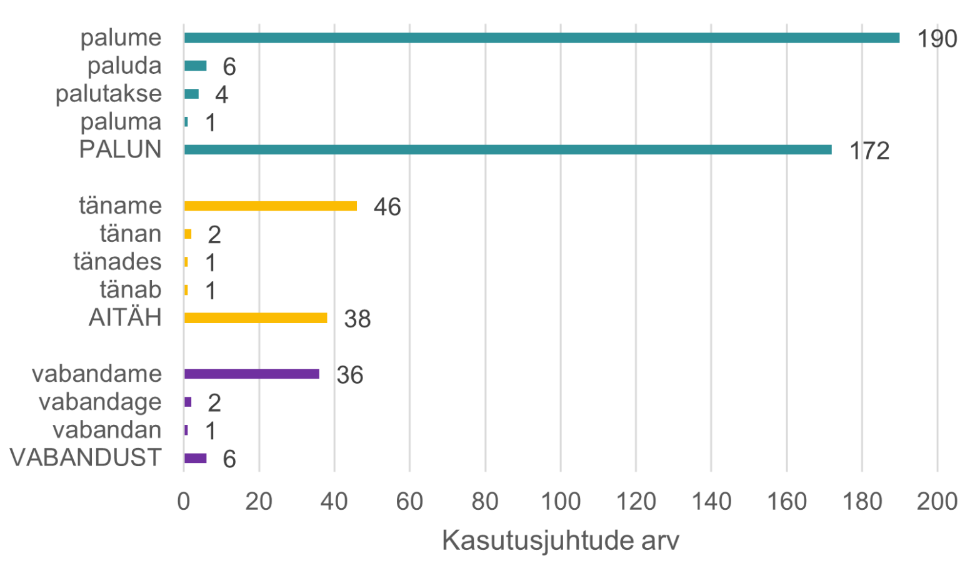 palume 190
paluda 6
palutakse 4
paluma 1
PALUN 172
täname 46
tänan 2
tänades 1
tänab 1
AITÄH 38
vabandame 36
vabandage 2
vabandan 1
VABANDUST 6
0 20 40 60 80 100 120 140 160 180 200
Kasutusjuhtude arv